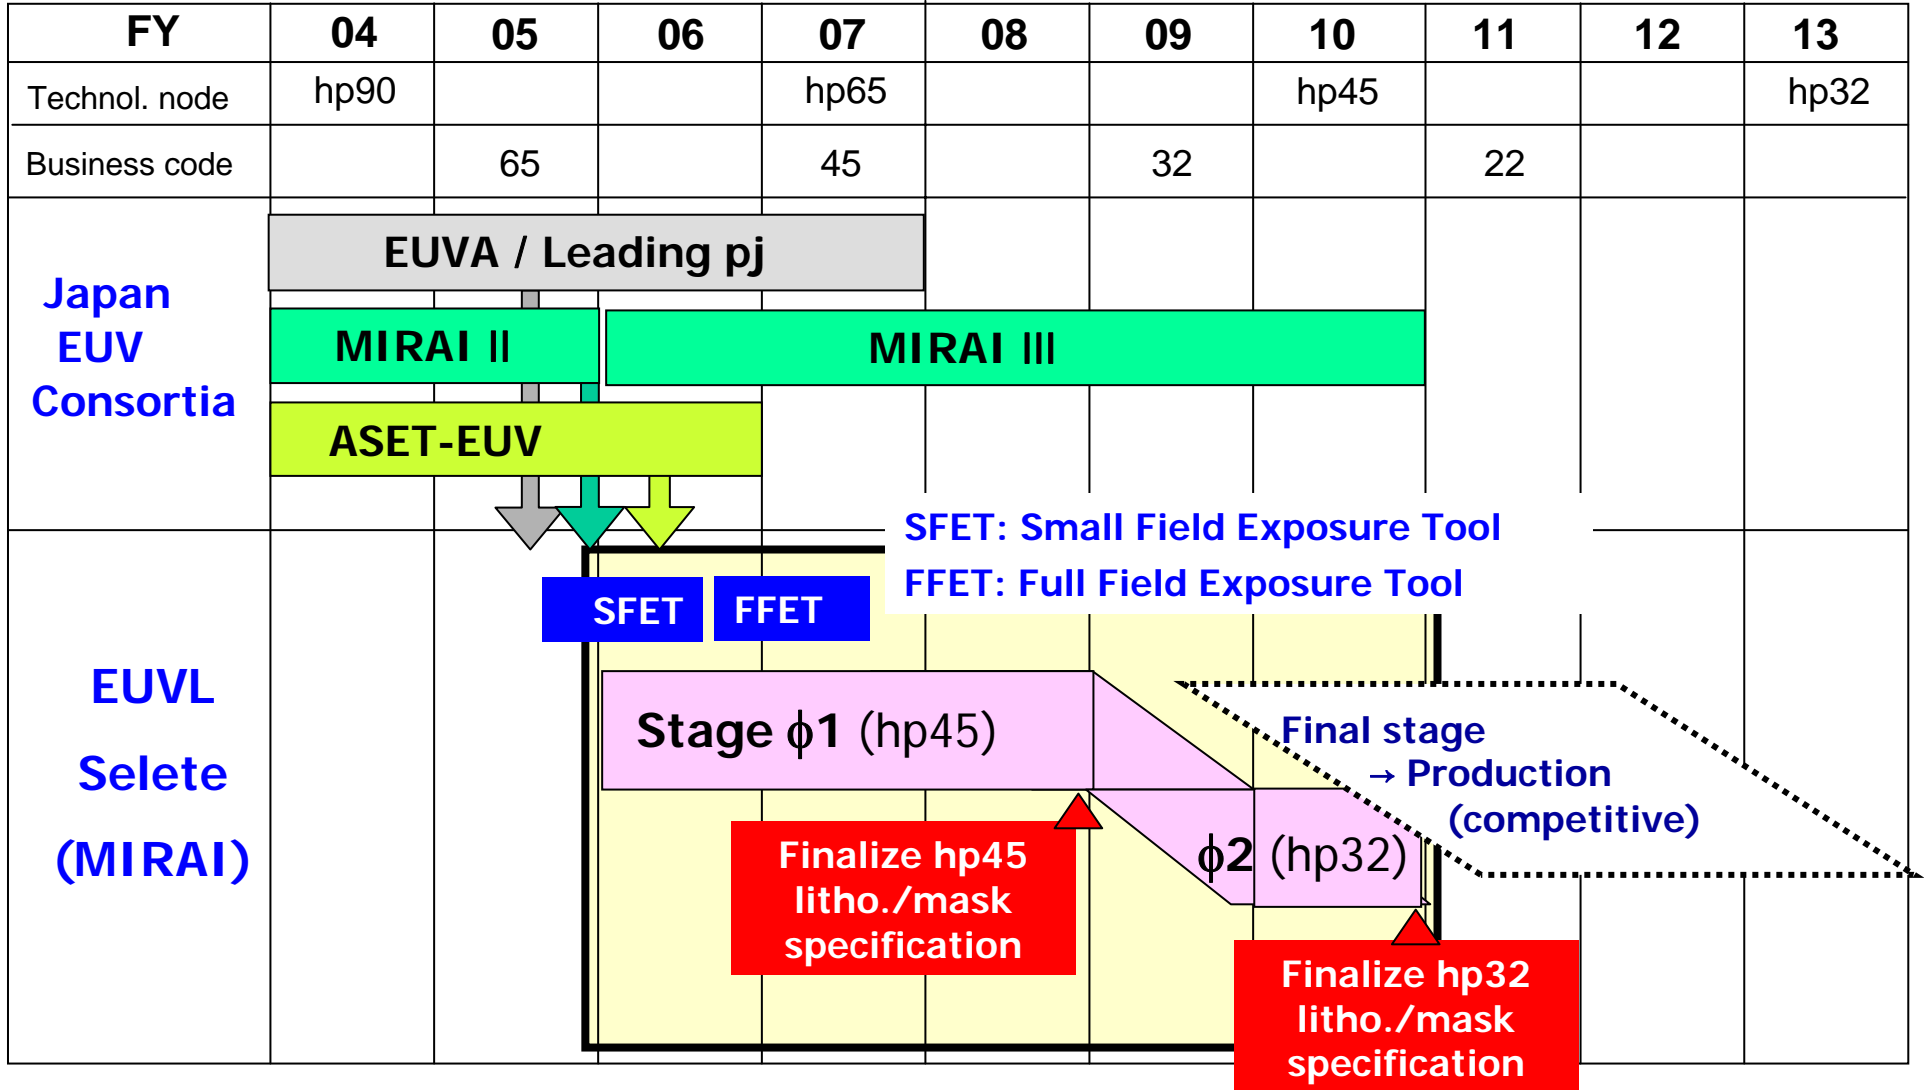 FY 04 05 06 07 08 09 10 11 12 13
Technol. node hp90 hp65 hp45 hp32
Business code 65 45 32 22
Japan
EUV
Consortia
EUVA / Leading pj
MIRAI II
MIRAI III
ASET-EUV
SFET: Small Field Exposure Tool
FFET: Full Field Exposure Tool
EUVL
Selete
(MIRAI)
SFET
FFET
Stage ϕ1 (hp45)
Final stage
→ Production
(competitive)
ϕ2 (hp32)
Finalize hp45
litho./mask
specification
Finalize hp32
litho./mask
specification